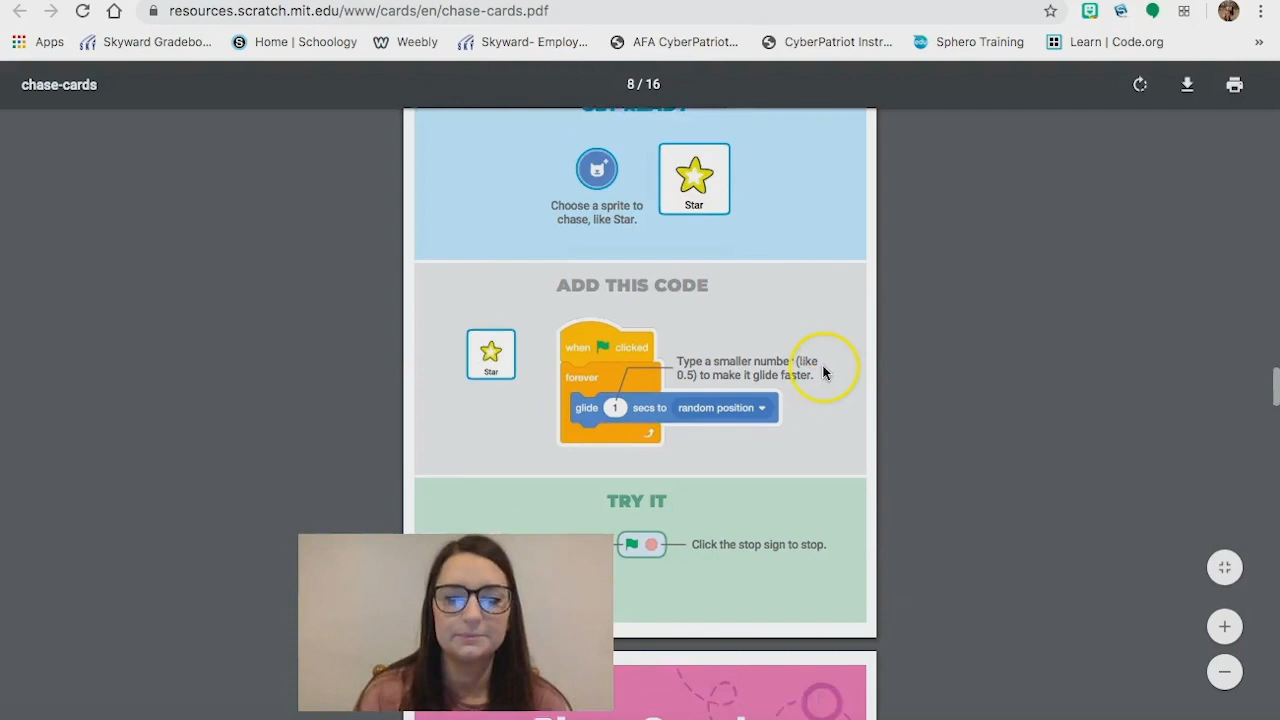 resources.scratch.mit.edu/www/cards/en/chase-cards.pdf
Apps Skyward Gradebo... Home | Schoology Weebly Skyward- Employ... AFA CyberPatriot... CyberPatriot Instr... Sphero Training Learn | Code.org »
chase-cards
8 / 16
Choose a sprite to
chase, like Star.
Star
ADD THIS CODE
Star
when clicked
forever
glide 1 secs to random position
Type a smaller number (like
0.5) to make it glide faster.
TRY IT
Click the stop sign to stop.